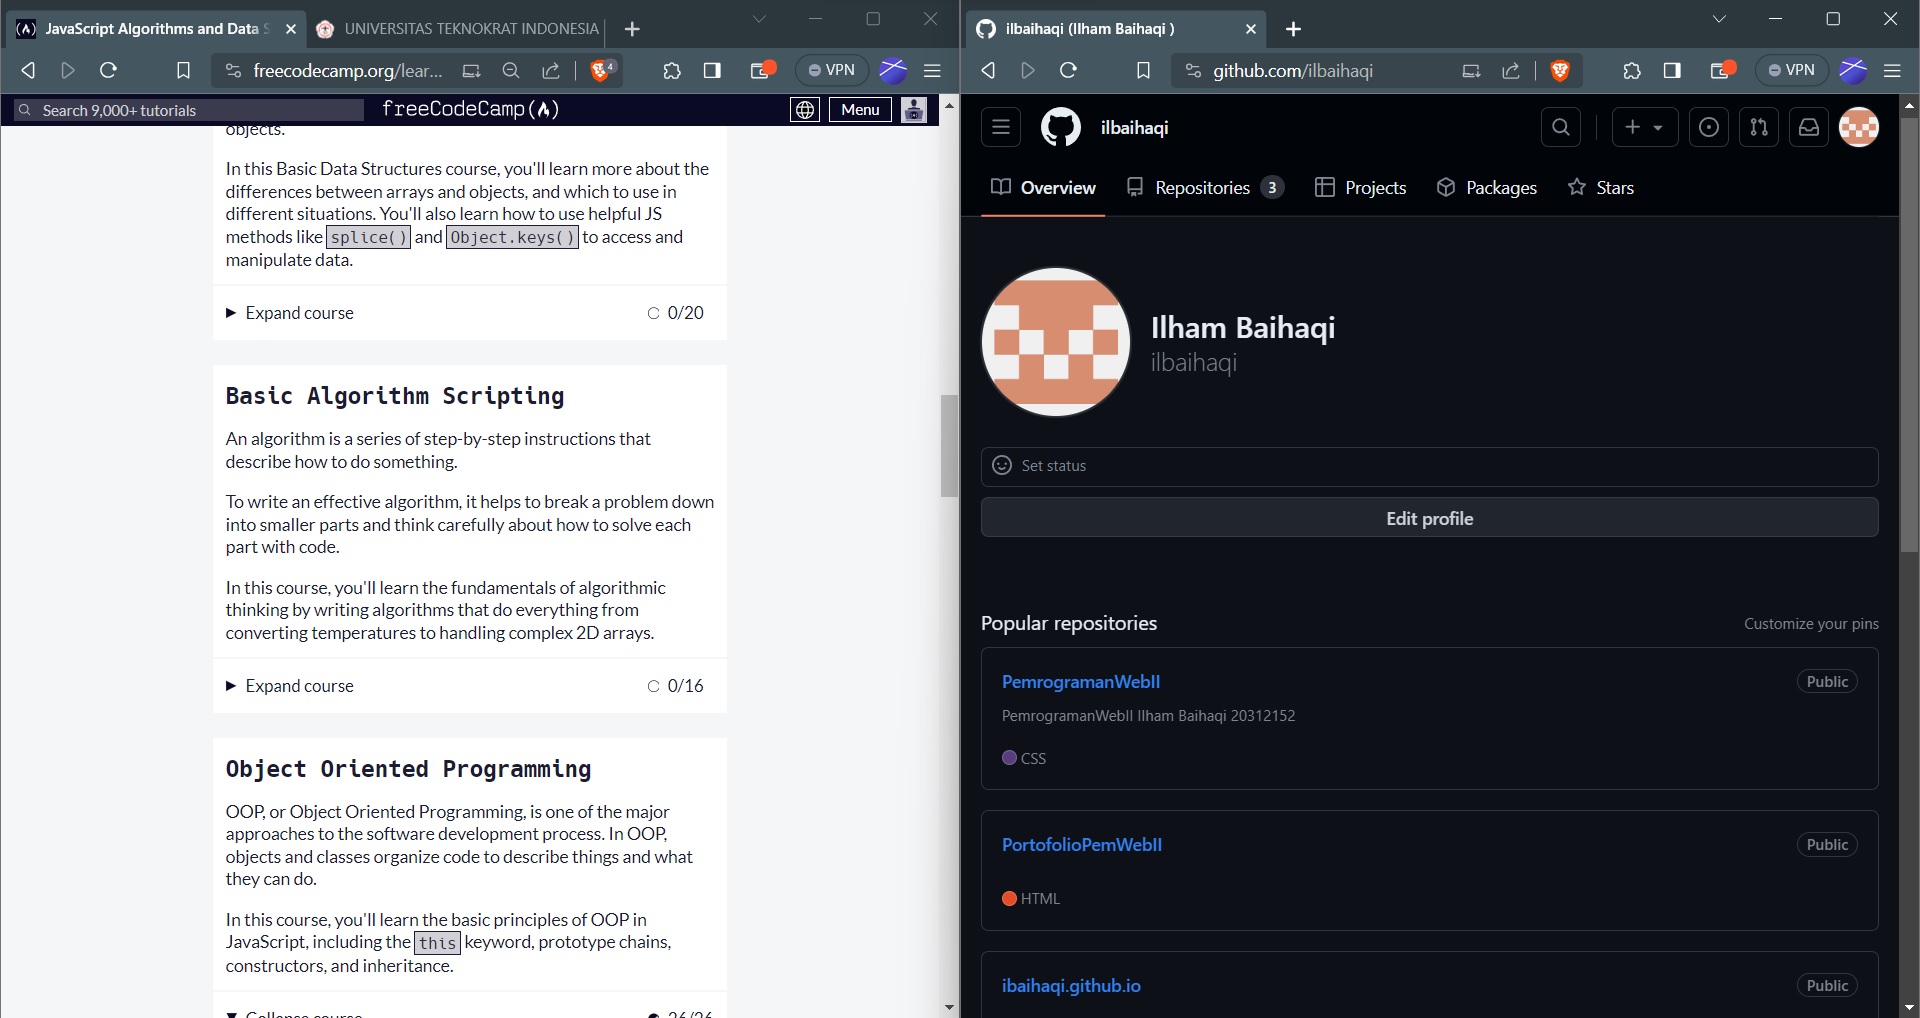 JavaScript Algorithms and Data S
UNIVERSITAS TEKNOKRAT INDONESIA
freecodecamp.org/lear...
4
VPN
Search 9,000+ tutorials
freeCodeCamp
Menu
objects.
In this Basic Data Structures course, you'll learn more about the
differences between arrays and objects, and which to use in
different situations. You'll also learn how to use helpful JS
methods like splice() and Object.keys() to access and
manipulate data.
Expand course 0/20
Basic Algorithm Scripting
An algorithm is a series of step-by-step instructions that
describe how to do something.
To write an effective algorithm, it helps to break a problem down
into smaller parts and think carefully about how to solve each
part with code.
In this course, you'll learn the fundamentals of algorithmic
thinking by writing algorithms that do everything from
converting temperatures to handling complex 2D arrays.
Expand course 0/16
Object Oriented Programming
OOP, or Object Oriented Programming, is one of the major
approaches to the software development process. In OOP,
objects and classes organize code to describe things and what
they can do.
In this course, you'll learn the basic principles of OOP in
JavaScript, including the this keyword, prototype chains,
constructors, and inheritance.
Collapse course 26/26
ilbaihaqi (Ilham Baihaqi )
github.com/ilbaihaqi
VPN
ilbaihaqi
Overview Repositories 3 Projects Packages Stars
Ilham Baihaqi
ilbaihaqi
Set status
Edit profile
Popular repositories Customize your pins
PemrogramanWebII Public
PemrogramanWebII Ilham Baihaqi 20312152
CSS
PortofolioPemWebII Public
HTML
ibaihaqi.github.io Public